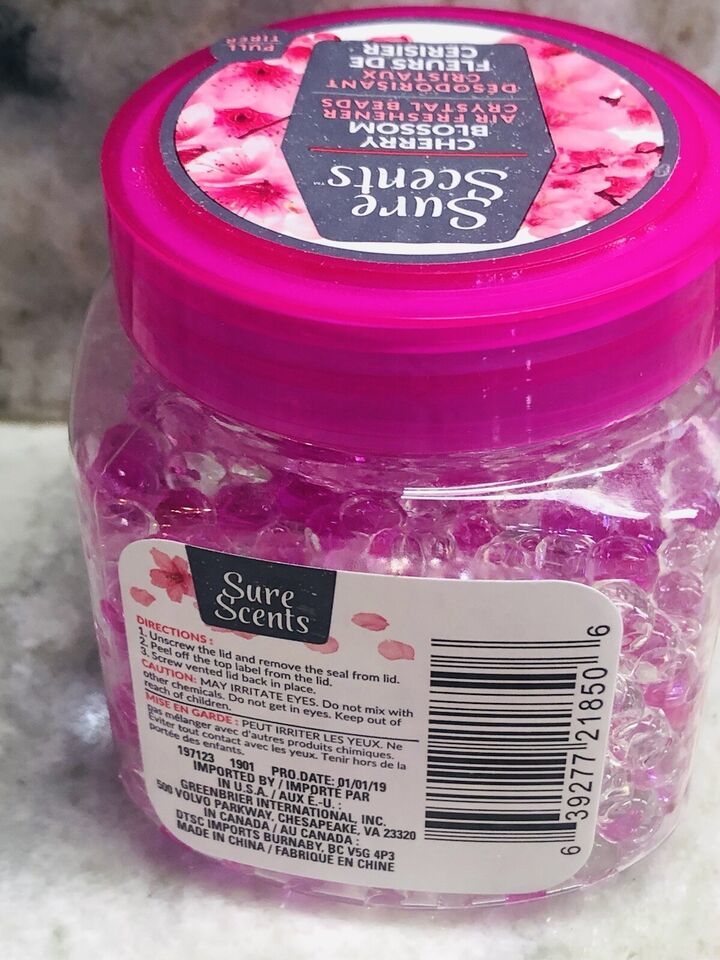 PULL
TIRER
Sure
Scents™
CHERRY
BLOSSOM
AIR FRESHENER
CRYSTAL BEADS
DÉSODORISANT
CRISTAUX
FLEURS DE
CERISIER
Sure
Scents
DIRECTIONS :
1. Unscrew the lid and remove the seal from lid.
2. Peel off the top label from the lid.
3. Screw vented lid back in place.
CAUTION: MAY IRRITATE EYES. Do not mix with
other chemicals. Do not get in eyes. Keep out of
reach of children.
MISE EN GARDE : PEUT IRRITER LES YEUX. Ne
pas mélanger avec d'autres produits chimiques.
Éviter tout contact avec les yeux. Tenir hors de la
portée des enfants.
197123 1901 PRO.DATE: 01/01/19
IMPORTED BY / IMPORTÉ PAR
IN U.S.A. / AUX É.-U. :
GREENBRIER INTERNATIONAL, INC.
500 VOLVO PARKWAY, CHESAPEAKE, VA 23320
IN CANADA / AU CANADA :
DTSC IMPORTS BURNABY, BC V5G 4P3
MADE IN CHINA / FABRIQUÉ EN CHINE
6 39277 21850 6